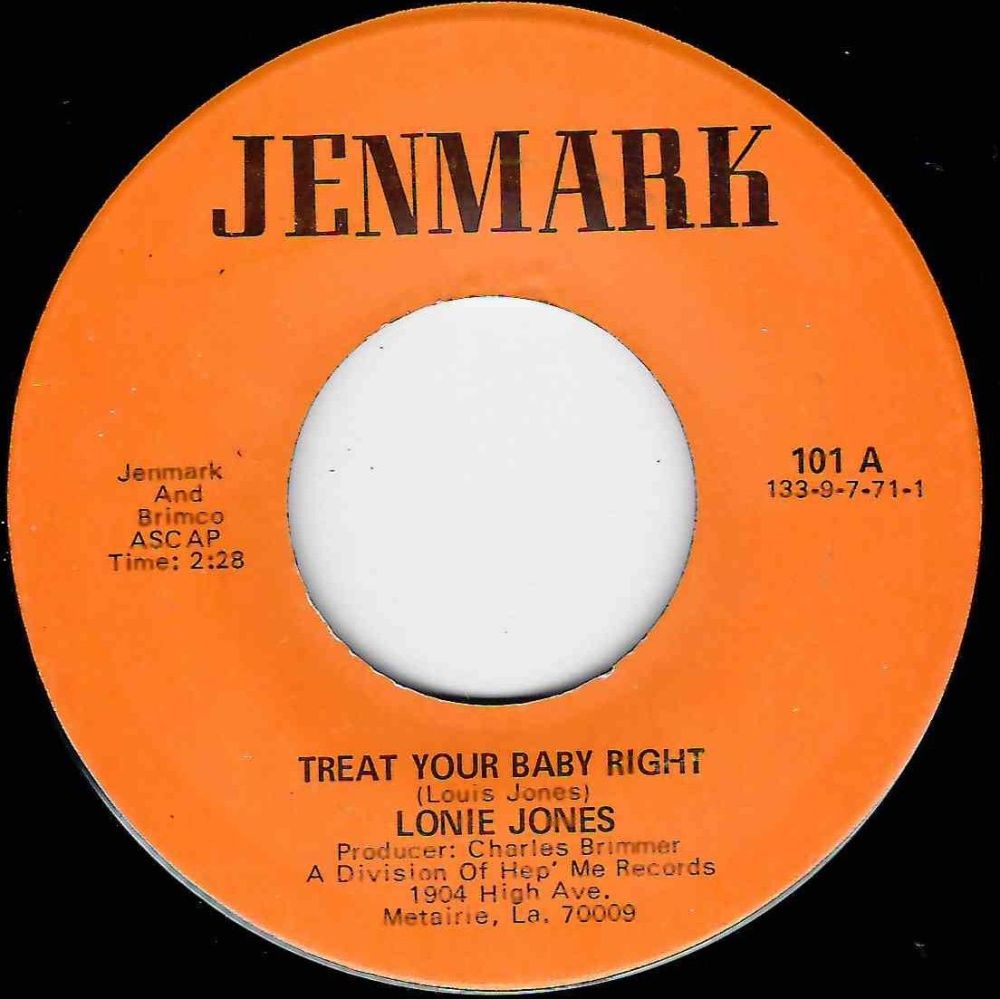 JENMARK
Jenmark
And
Brimco
ASCAP
Time: 2:28
101 A
133-9-7-71-1
TREAT YOUR BABY RIGHT
(Louis Jones)
LONIE JONES
Producer: Charles Brimmer
A Division Of Hep' Me Records
1904 High Ave.
Metairie, La. 70009